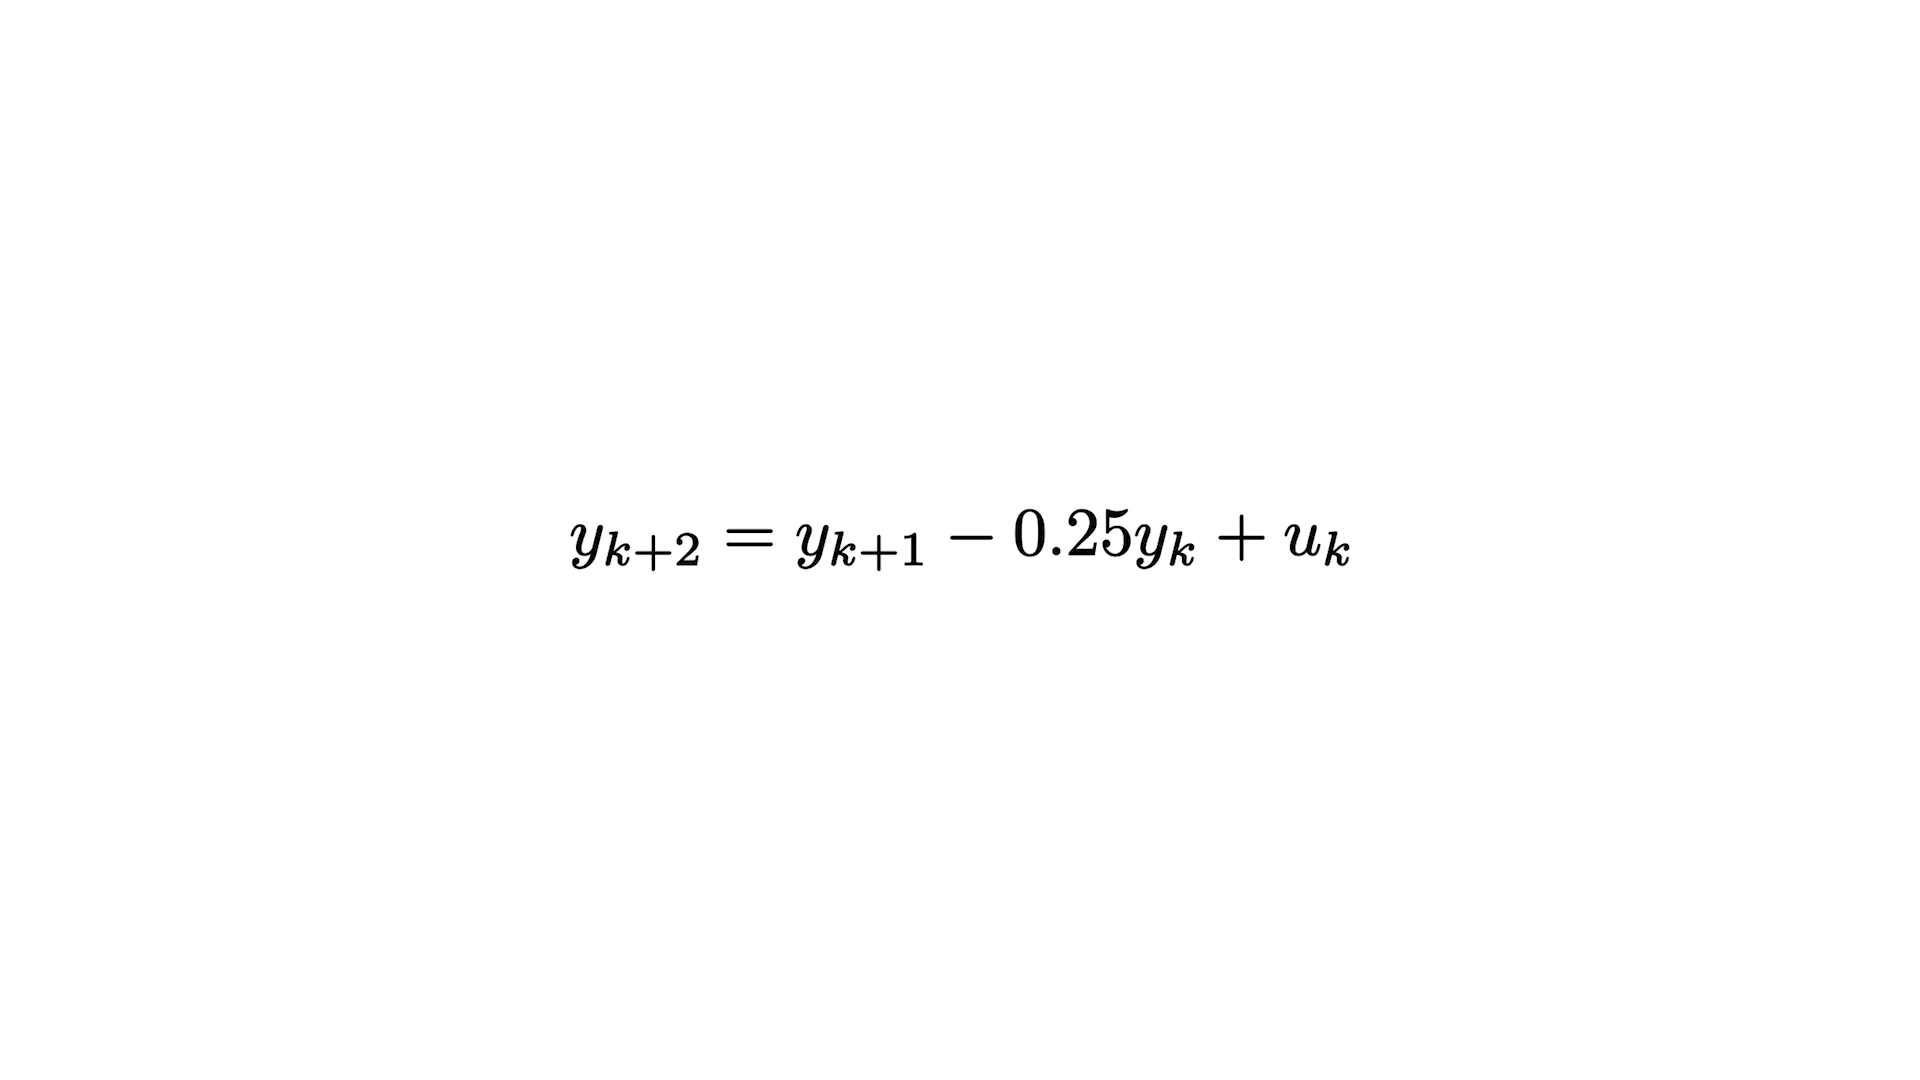 y_{k+2} = y_{k+1} − 0.25y_k + u_k